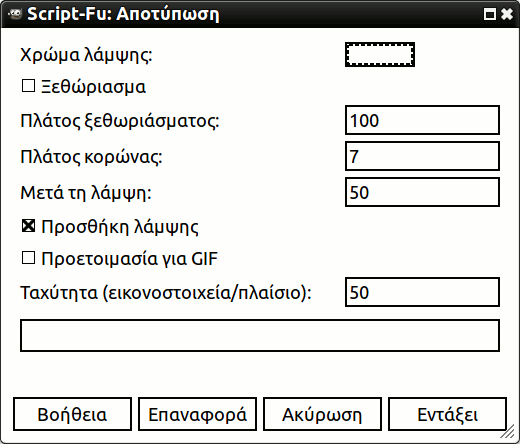 Script-Fu: Αποτύπωση
Χρώμα λάμψης:
Ξεθώριασμα
Πλάτος ξεθωριάσματος: 100
Πλάτος κορώνας: 7
Μετά τη λάμψη: 50
Προσθήκη λάμψης
Προετοιμασία για GIF
Ταχύτητα (εικονοστοιχεία/πλαίσιο): 50
Βοήθεια Επαναφορά Ακύρωση Εντάξει